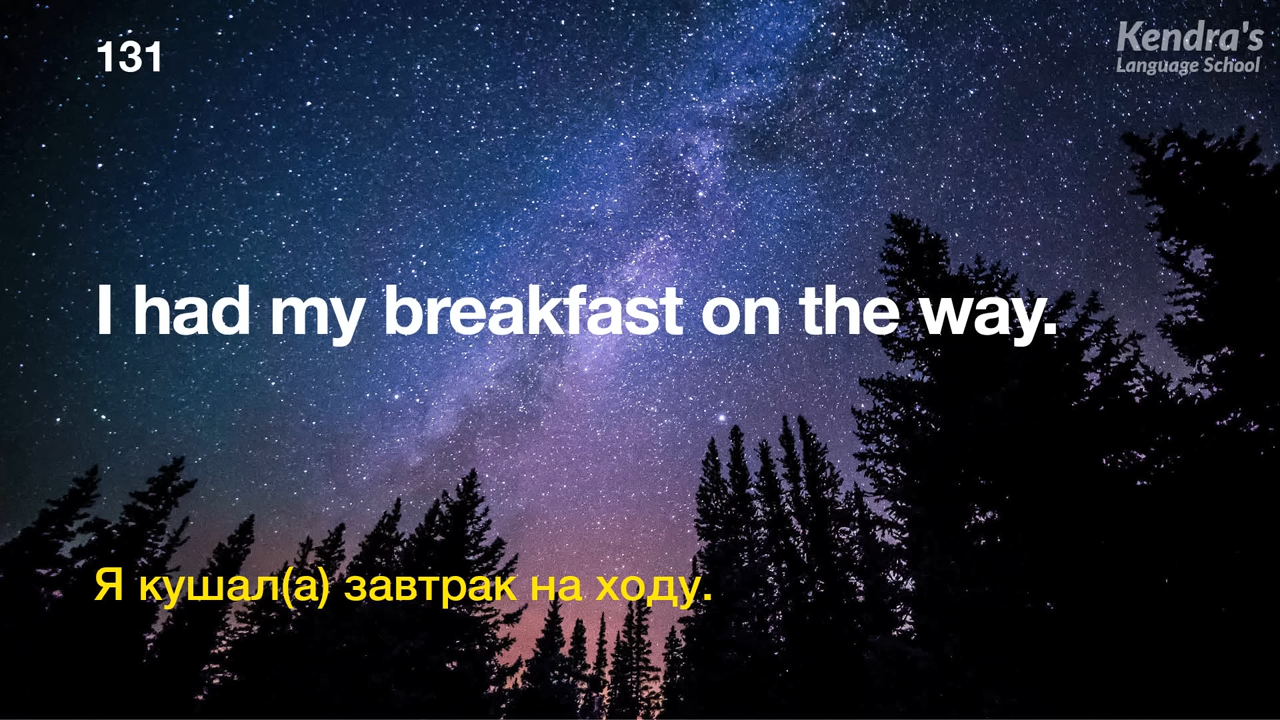 131
Kendra's
Language School
I had my breakfast on the way.
Я кушал(а) завтрак на ходу.